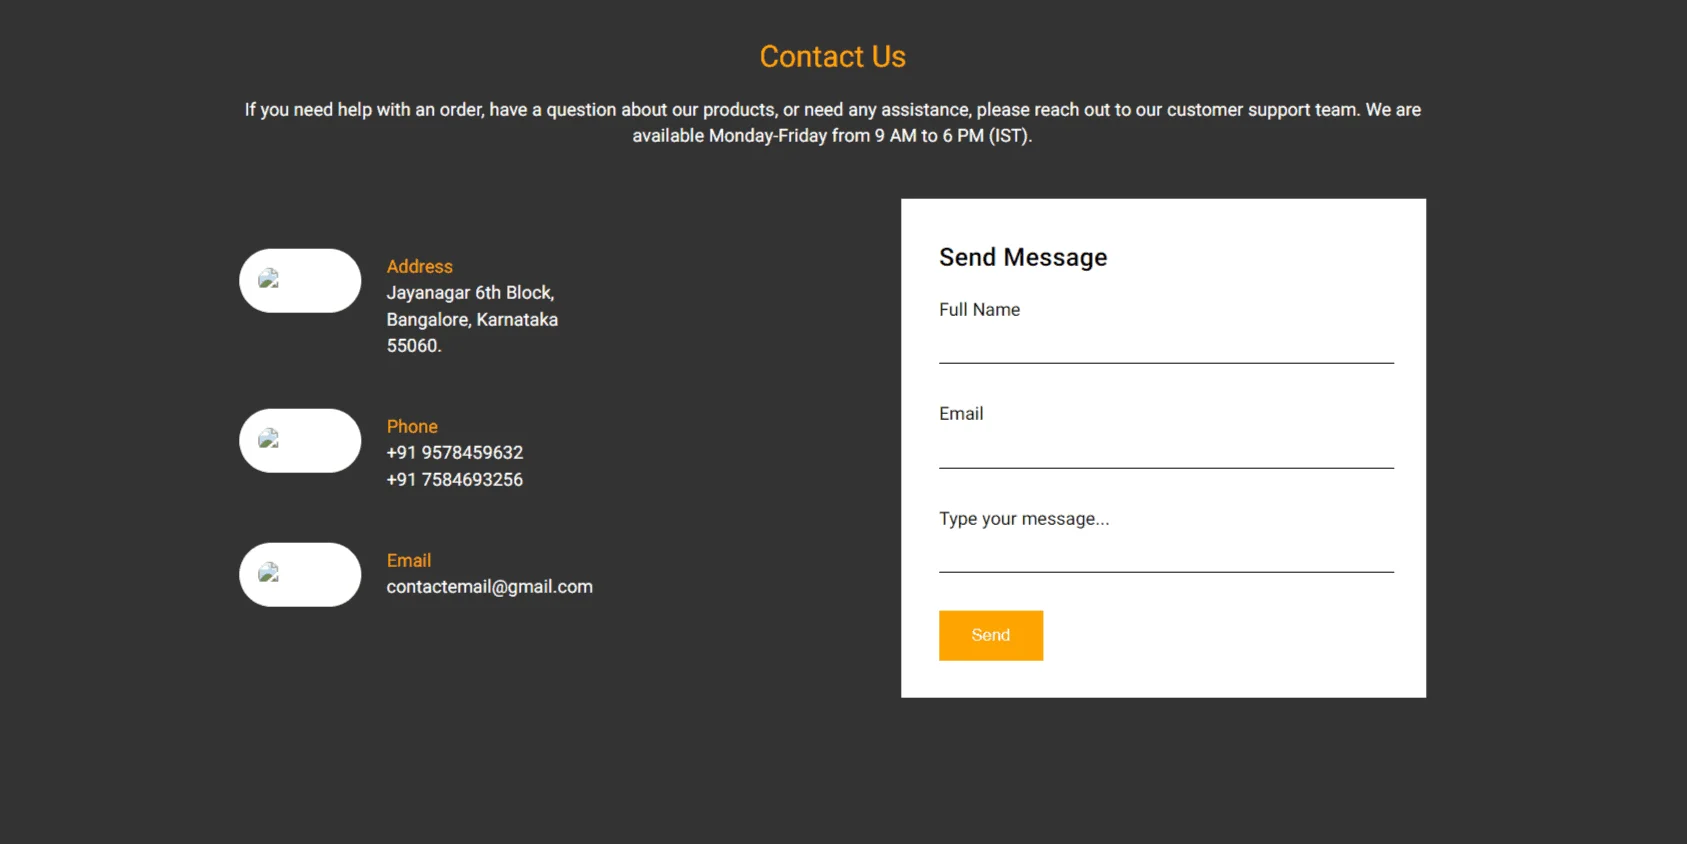 Contact Us
If you need help with an order, have a question about our products, or need any assistance, please reach out to our customer support team. We are
available Monday-Friday from 9 AM to 6 PM (IST).
Address
Jayanagar 6th Block,
Bangalore, Karnataka
55060.
Phone
+91 9578459632
+91 7584693256
Email
contactemail@gmail.com
Send Message
Full Name
Email
Type your message...
Send